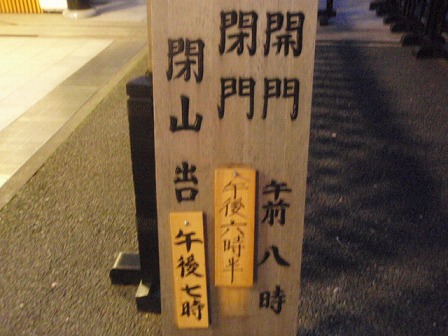 開門 午前八時
閉門 午後六時半
閉山 出口 午後七時